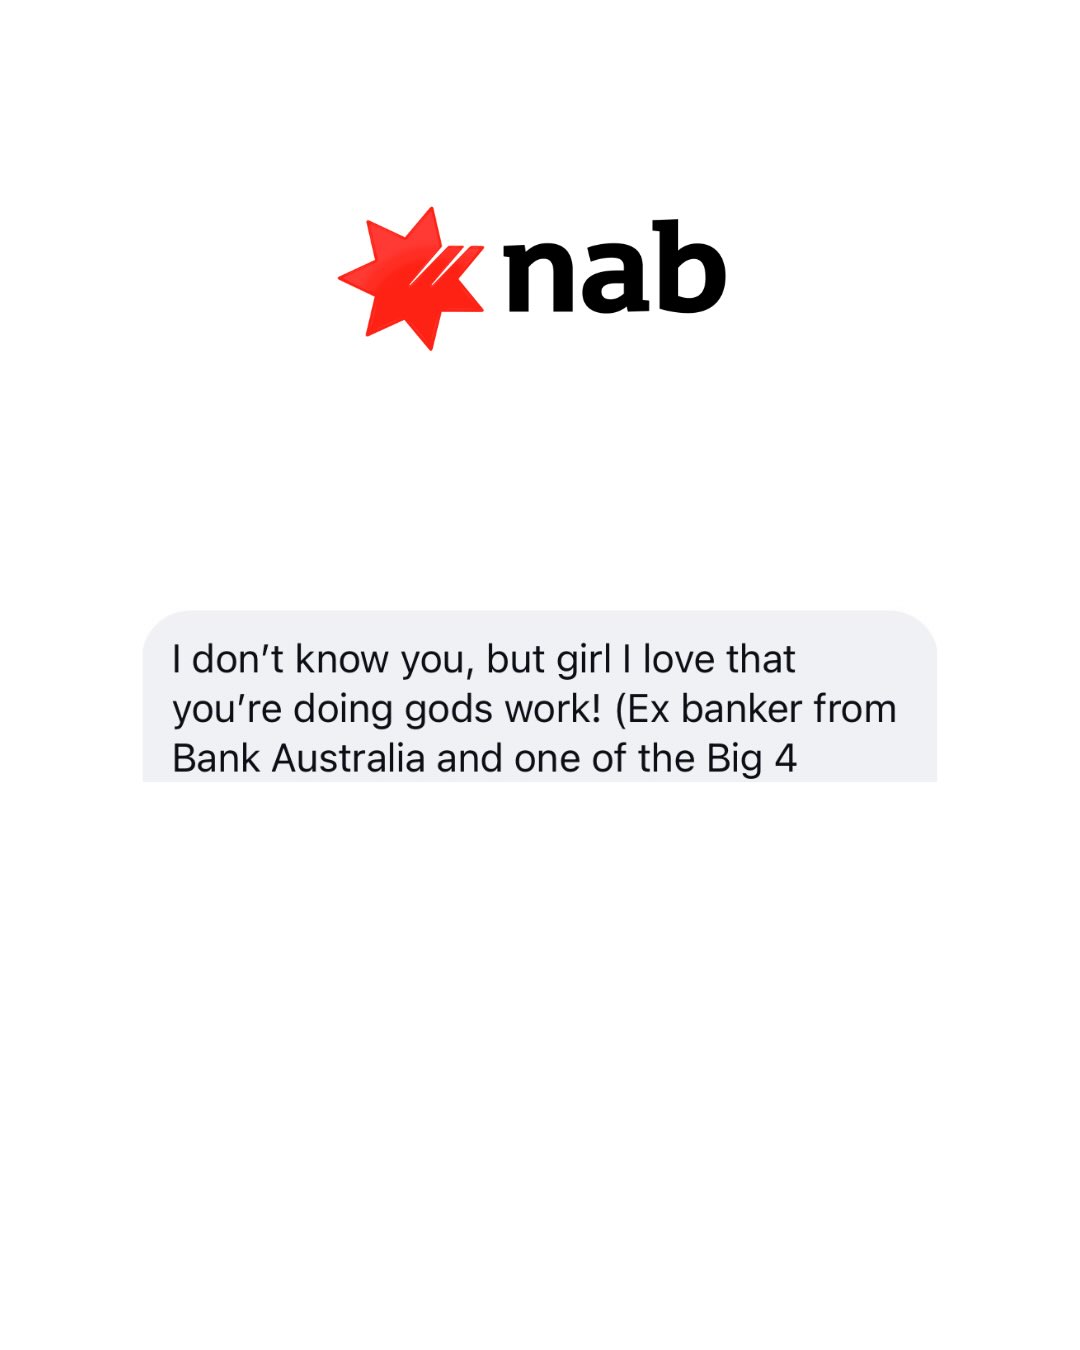 nab
I don’t know you, but girl I love that
you’re doing gods work! (Ex banker from
Bank Australia and one of the Big 4